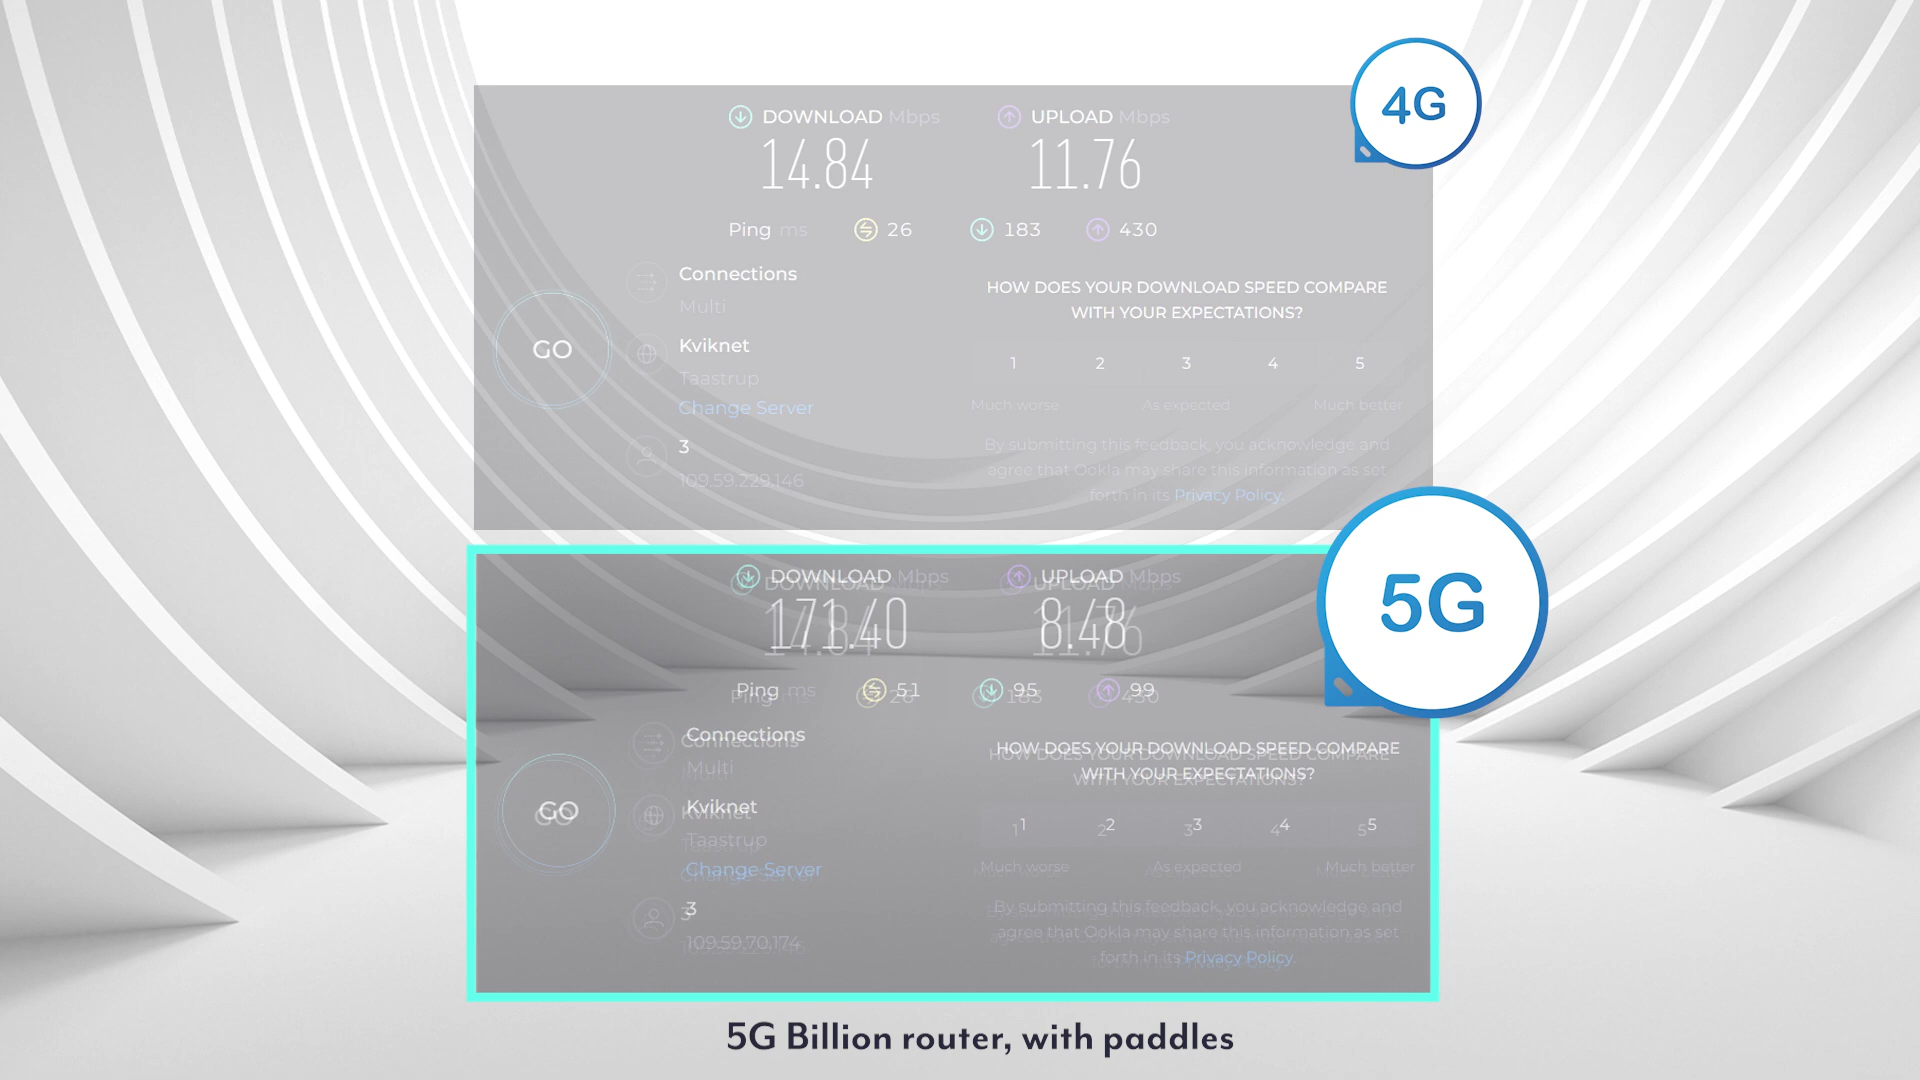 4G
DOWNLOAD Mbps
UPLOAD Mbps
14.84
11.76
Ping ms 26 183 430
Connections
Multi
HOW DOES YOUR DOWNLOAD SPEED COMPARE
WITH YOUR EXPECTATIONS?
GO
Kviknet
Taastrup
Change Server
1 2 3 4 5
Much worse As expected Much better
3
109.59.229.146
By submitting this feedback, you acknowledge and
agree that Ookla may share this information as set
forth in its Privacy Policy.
5G
DOWNLOAD Mbps
UPLOAD Mbps
171.40
8.48
Ping ms 51 95 99
Connections
Multi
HOW DOES YOUR DOWNLOAD SPEED COMPARE
WITH YOUR EXPECTATIONS?
GO
Kviknet
Taastrup
Change Server
1 2 3 4 5
Much worse As expected Much better
3
109.59.70.174
By submitting this feedback, you acknowledge and
agree that Ookla may share this information as set
forth in its Privacy Policy.
5G Billion router, with paddles